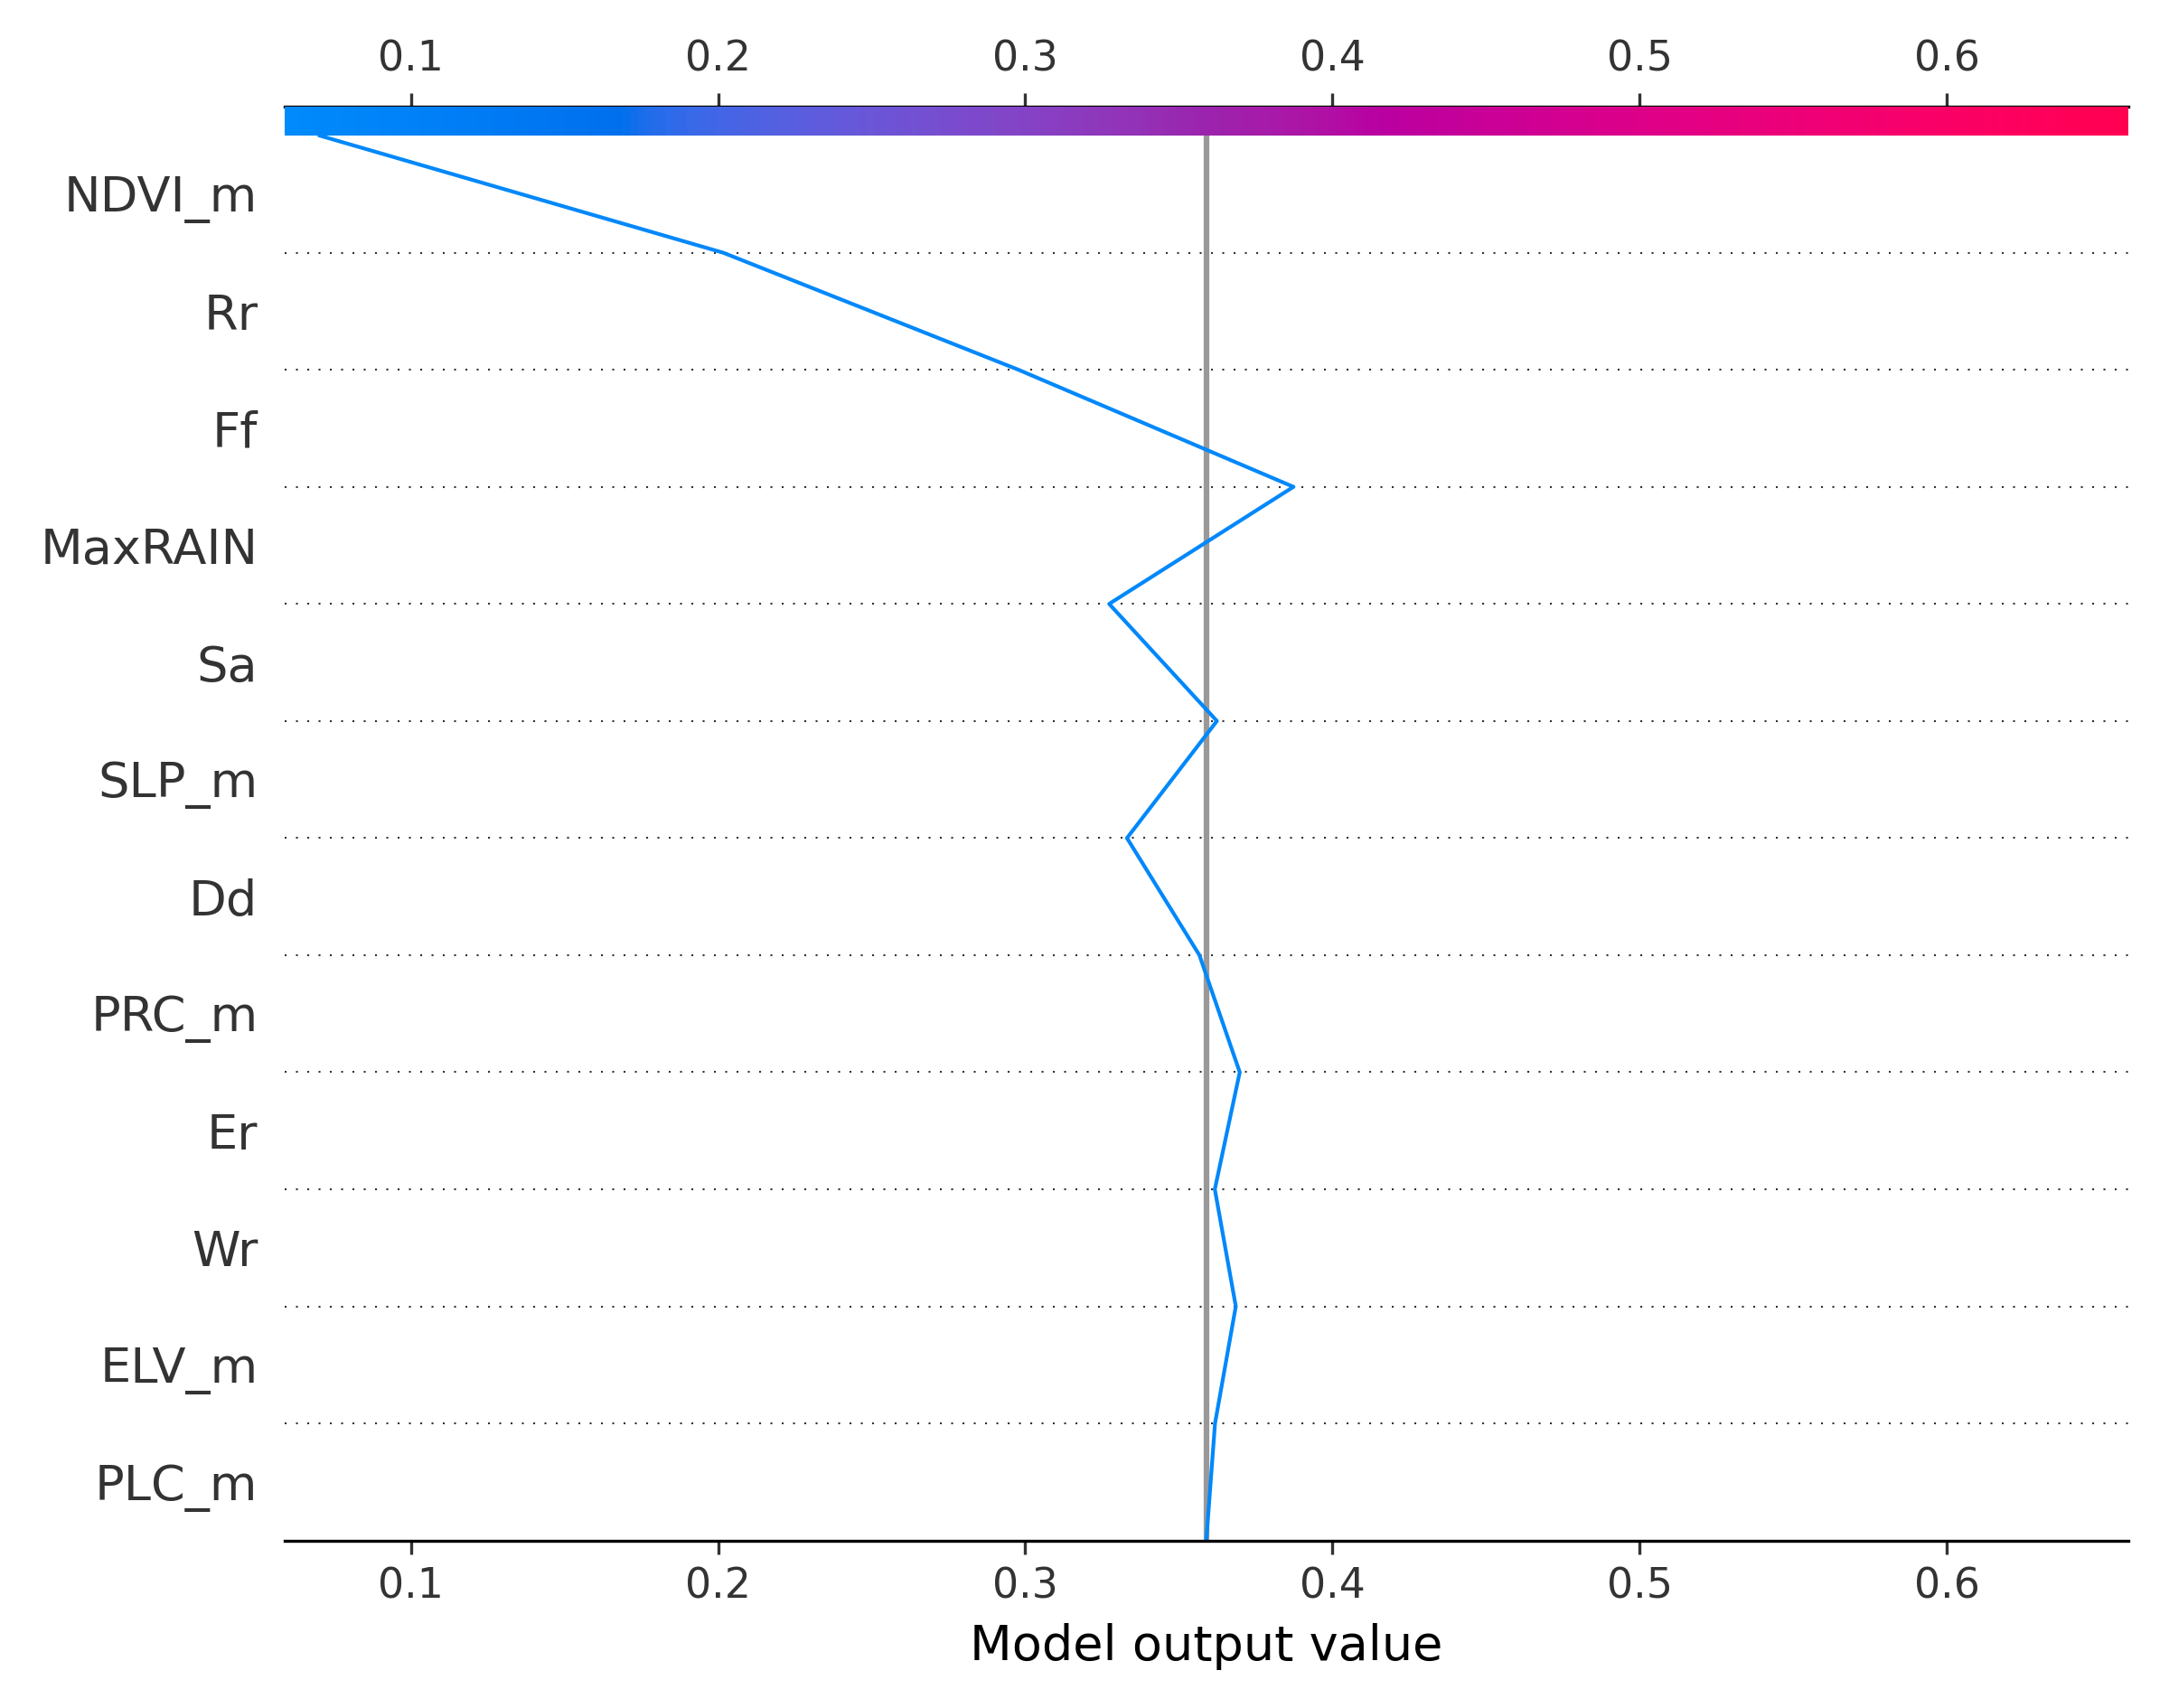 0.1 0.2 0.3 0.4 0.5 0.6
NDVI_m
Rr
Ff
MaxRAIN
Sa
SLP_m
Dd
PRC_m
Er
Wr
ELV_m
PLC_m
0.1 0.2 0.3 0.4 0.5 0.6
Model output value